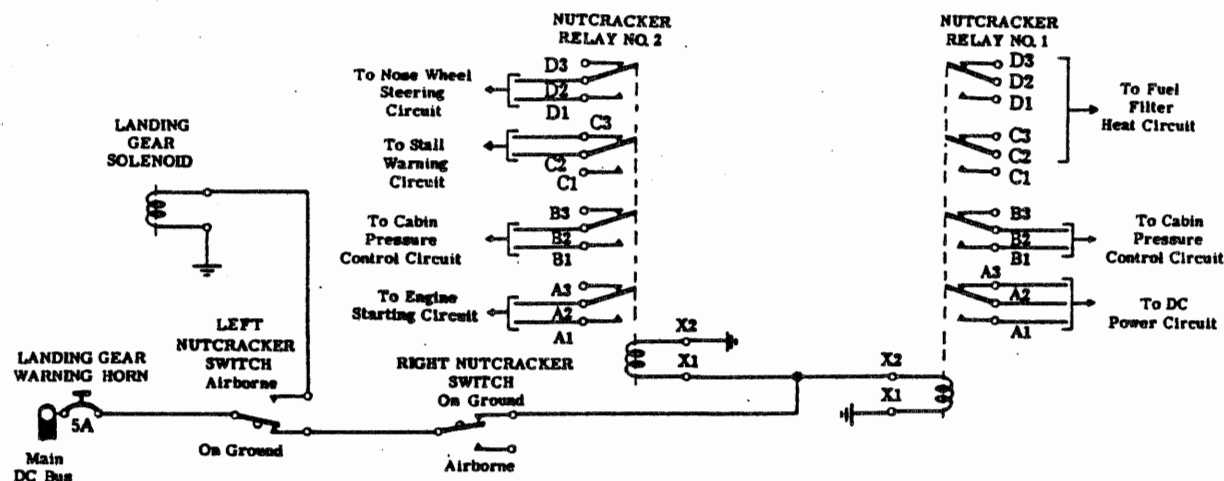 NUTCRACKER
RELAY NO. 2
NUTCRACKER
RELAY NO. 1
To Nose Wheel
Steering
Circuit
D3
D2
D1
D3
D2
D1
To Fuel
Filter
Heat Circuit
LANDING
GEAR
SOLENOID
To Stall
Warning
Circuit
C3
C2
C1
C3
C2
C1
To Cabin
Pressure
Control Circuit
B3
B2
B1
B3
B2
B1
To Cabin
Pressure
Control Circuit
To Engine
Starting Circuit
A3
A2
A1
A3
A2
A1
To DC
Power Circuit
X2
X1
X2
X1
LEFT
NUTCRACKER
SWITCH
Airborne
On Ground
RIGHT NUTCRACKER
SWITCH
On Ground
Airborne
LANDING GEAR
WARNING HORN
5A
Main
DC Bus